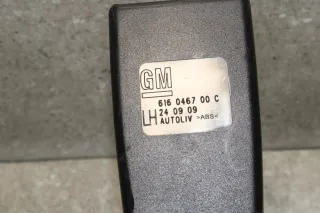 GM
616 0467 00 C
LH 24 09 09
AUTOLIV >ABS<